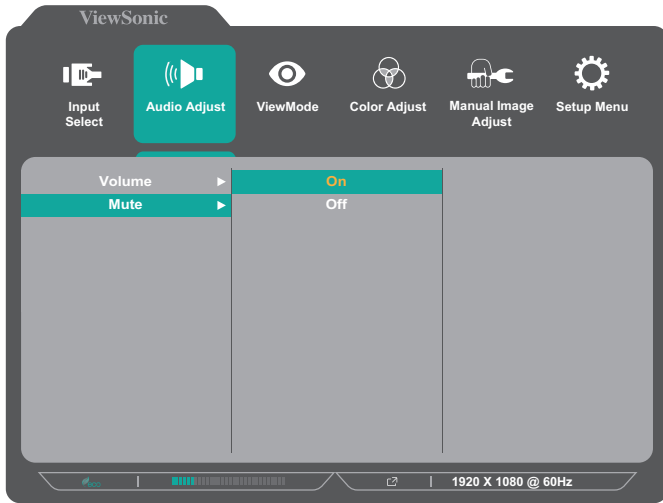 ViewSonic
Input
Select
Audio Adjust
ViewMode
Color Adjust
Manual Image
Adjust
Setup Menu
Volume
On
Mute
Off
eco
1920 X 1080 @ 60Hz